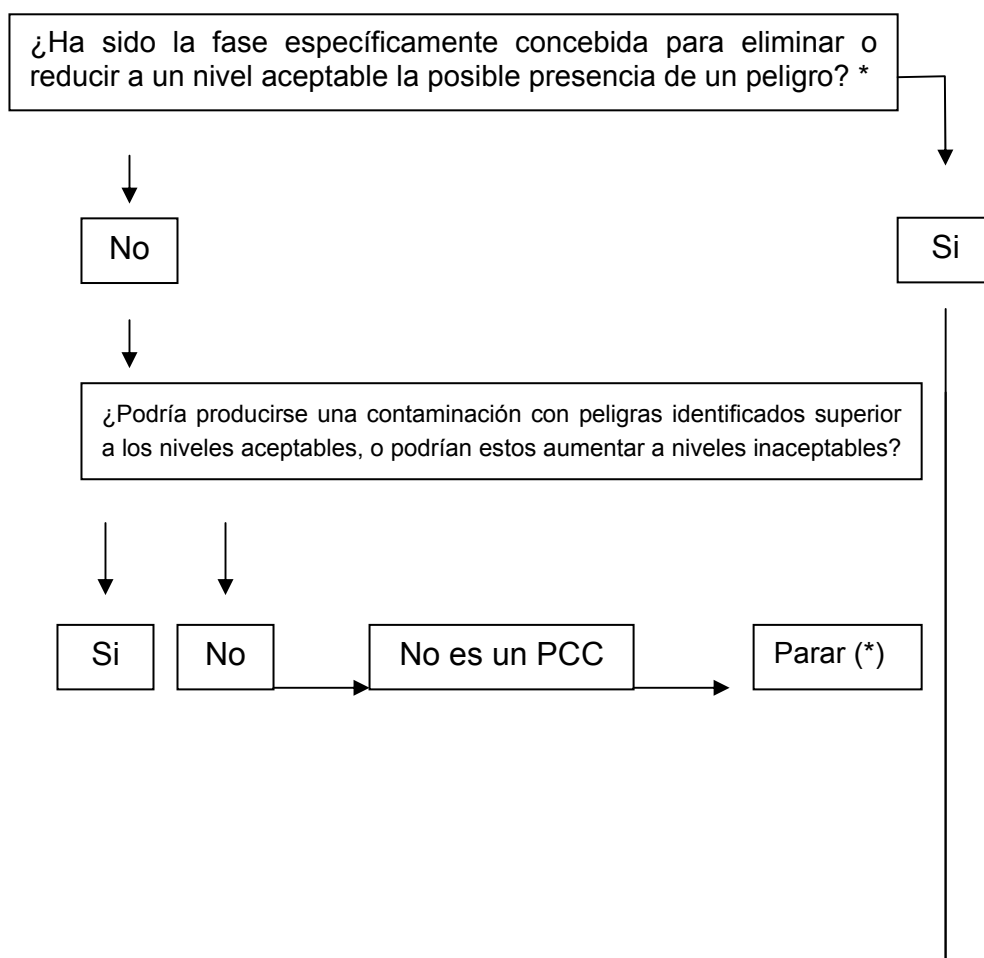 ¿Ha sido la fase específicamente concebida para eliminar o
reducir a un nivel aceptable la posible presencia de un peligro? *
No
Si
¿Podría producirse una contaminación con peligras identificados superior
a los niveles aceptables, o podrían estos aumentar a niveles inaceptables?
Si
No
No es un PCC
Parar (*)